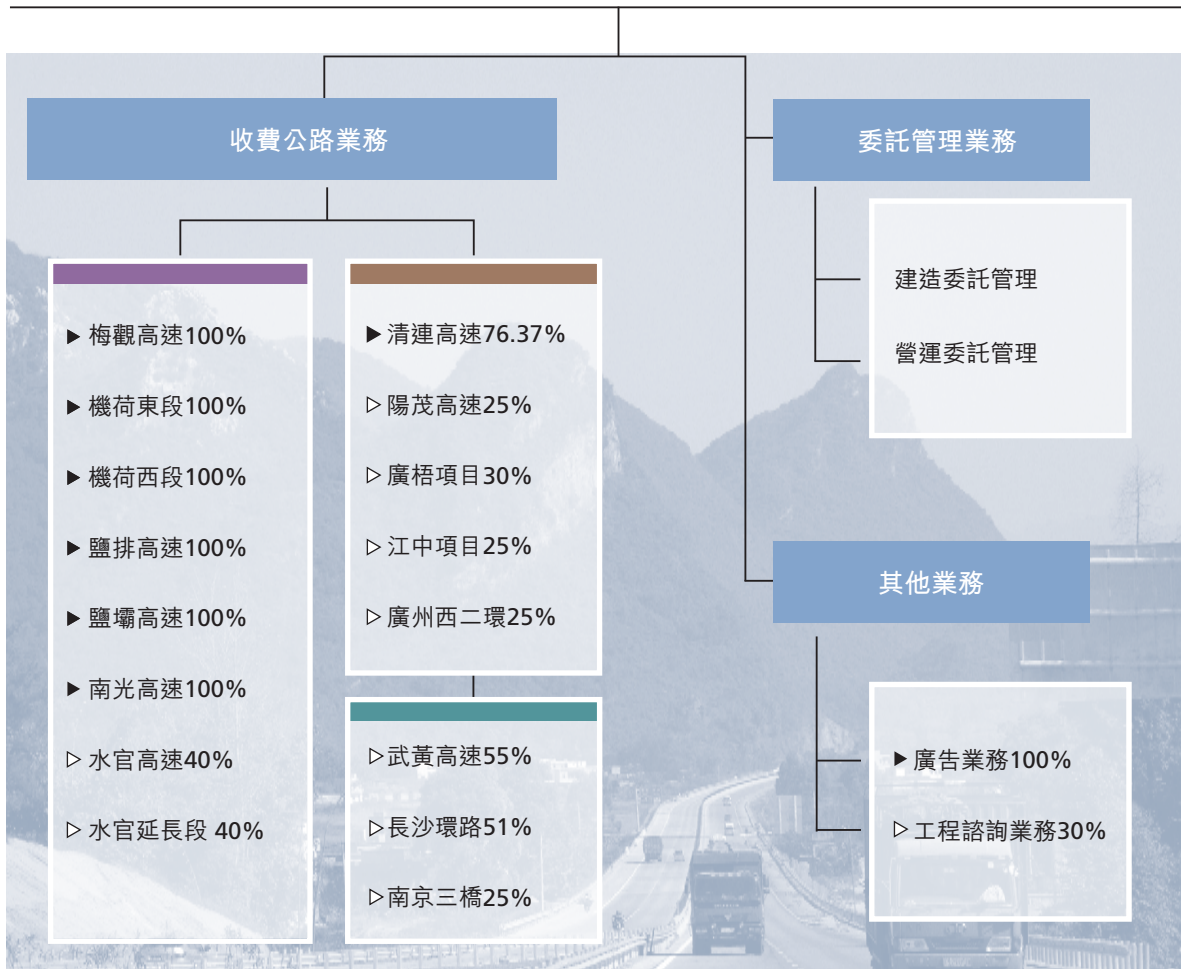 收費公路業務
▶ 梅觀高速100%
▶ 機荷東段100%
▶ 機荷西段100%
▶ 鹽排高速100%
▶ 鹽壩高速100%
▶ 南光高速100%
▷ 水官高速40%
▷ 水官延長段 40%
▶ 清連高速76.37%
▷ 陽茂高速25%
▷ 廣梧項目30%
▷ 江中項目25%
▷ 廣州西二環25%
▷ 武黃高速55%
▷ 長沙環路51%
▷ 南京三橋25%
委託管理業務
建造委託管理
營運委託管理
其他業務
▶ 廣告業務100%
▷ 工程諮詢業務30%